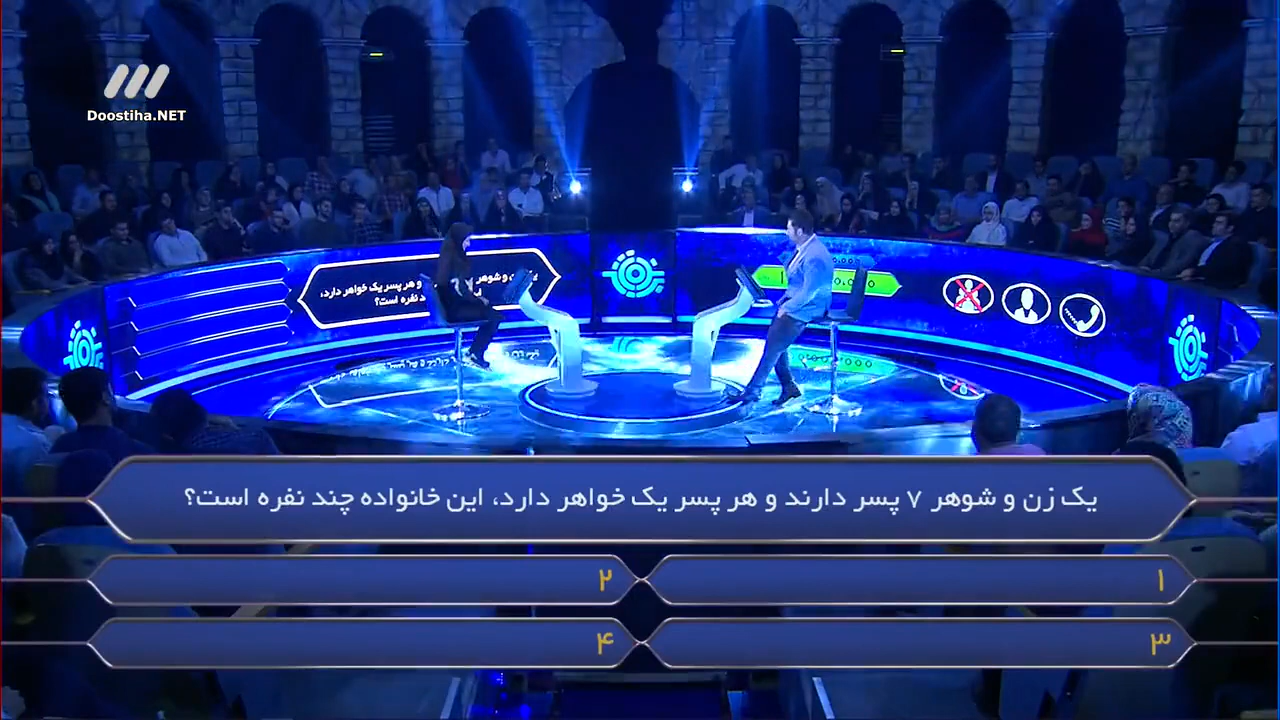 Doostiha.NET
یک زن و شوهر ۷ پسر دارند و هر پسر یک خواهر دارد، این خانواده چند نفره است؟
۱
۲
۳
۴